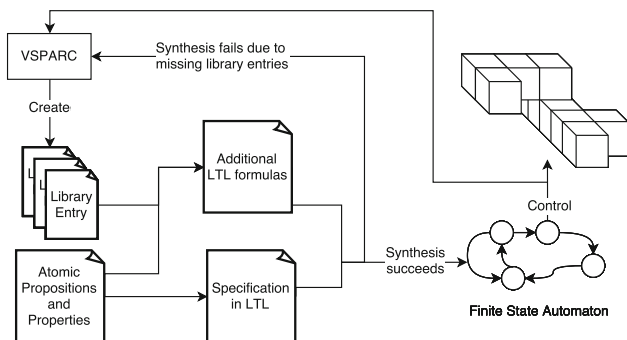 VSPARC
Synthesis fails due to
missing library entries
Create
L
L
Library
Entry
Additional
LTL formulas
Atomic
Propositions
and
Properties
Specification
in LTL
Synthesis
succeeds
Control
Finite State Automaton